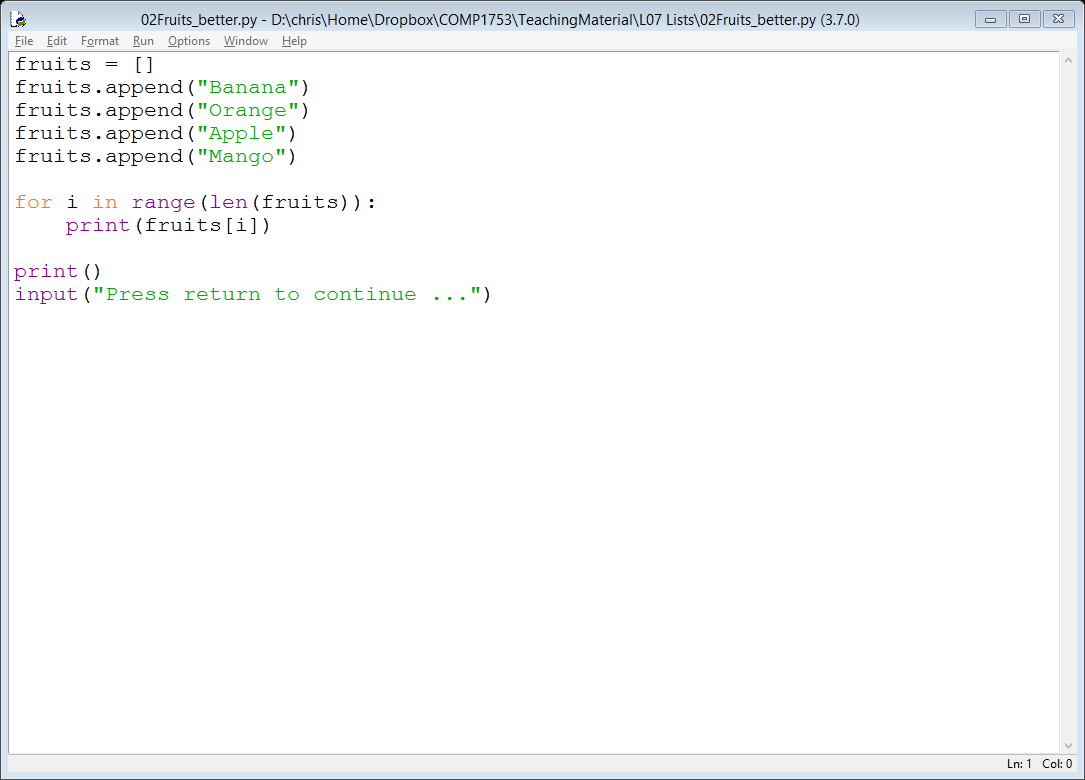 02Fruits_better.py - D:\chris\Home\Dropbox\COMP1753\TeachingMaterial\L07 Lists\02Fruits_better.py (3.7.0)
File Edit Format Run Options Window Help
fruits = []
fruits.append("Banana")
fruits.append("Orange")
fruits.append("Apple")
fruits.append("Mango")

for i in range(len(fruits)):
    print(fruits[i])

print()
input("Press return to continue ...")
Ln: 1 Col: 0